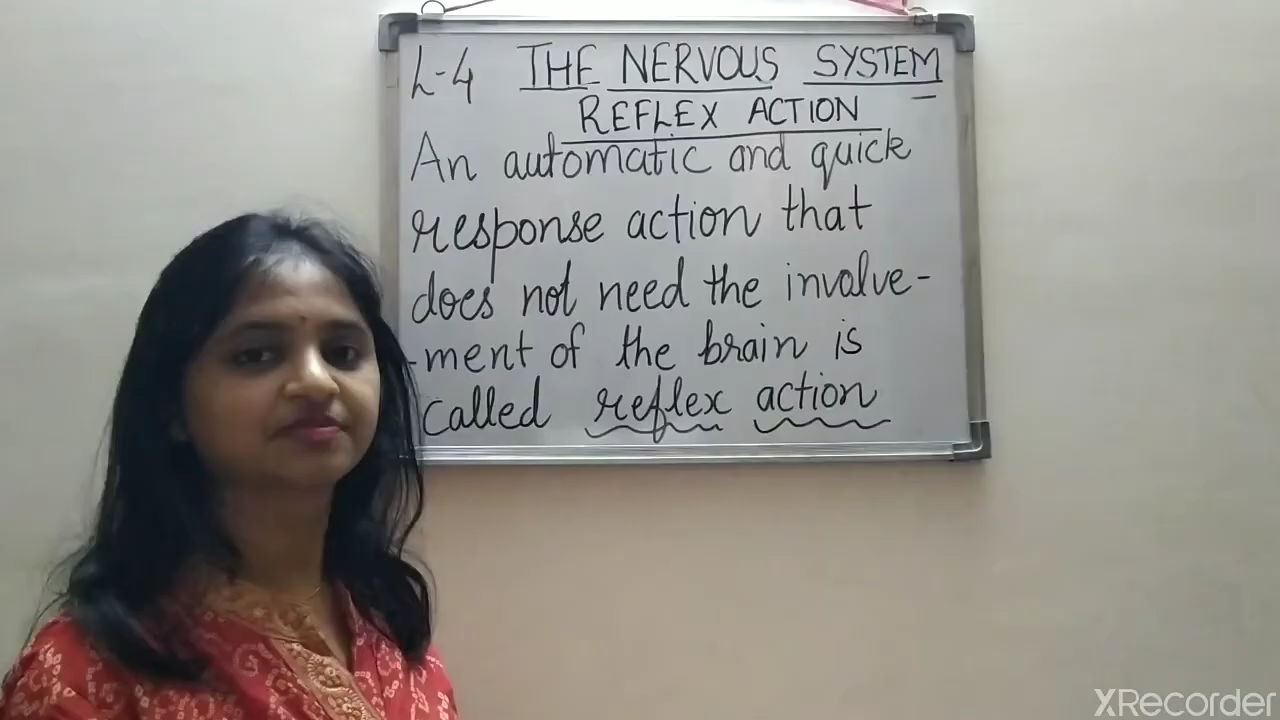 L-4 THE NERVOUS SYSTEM
REFLEX ACTION
An automatic and quick
response action that
does not need the involve-
-ment of the brain is
called reflex action
XRecorder